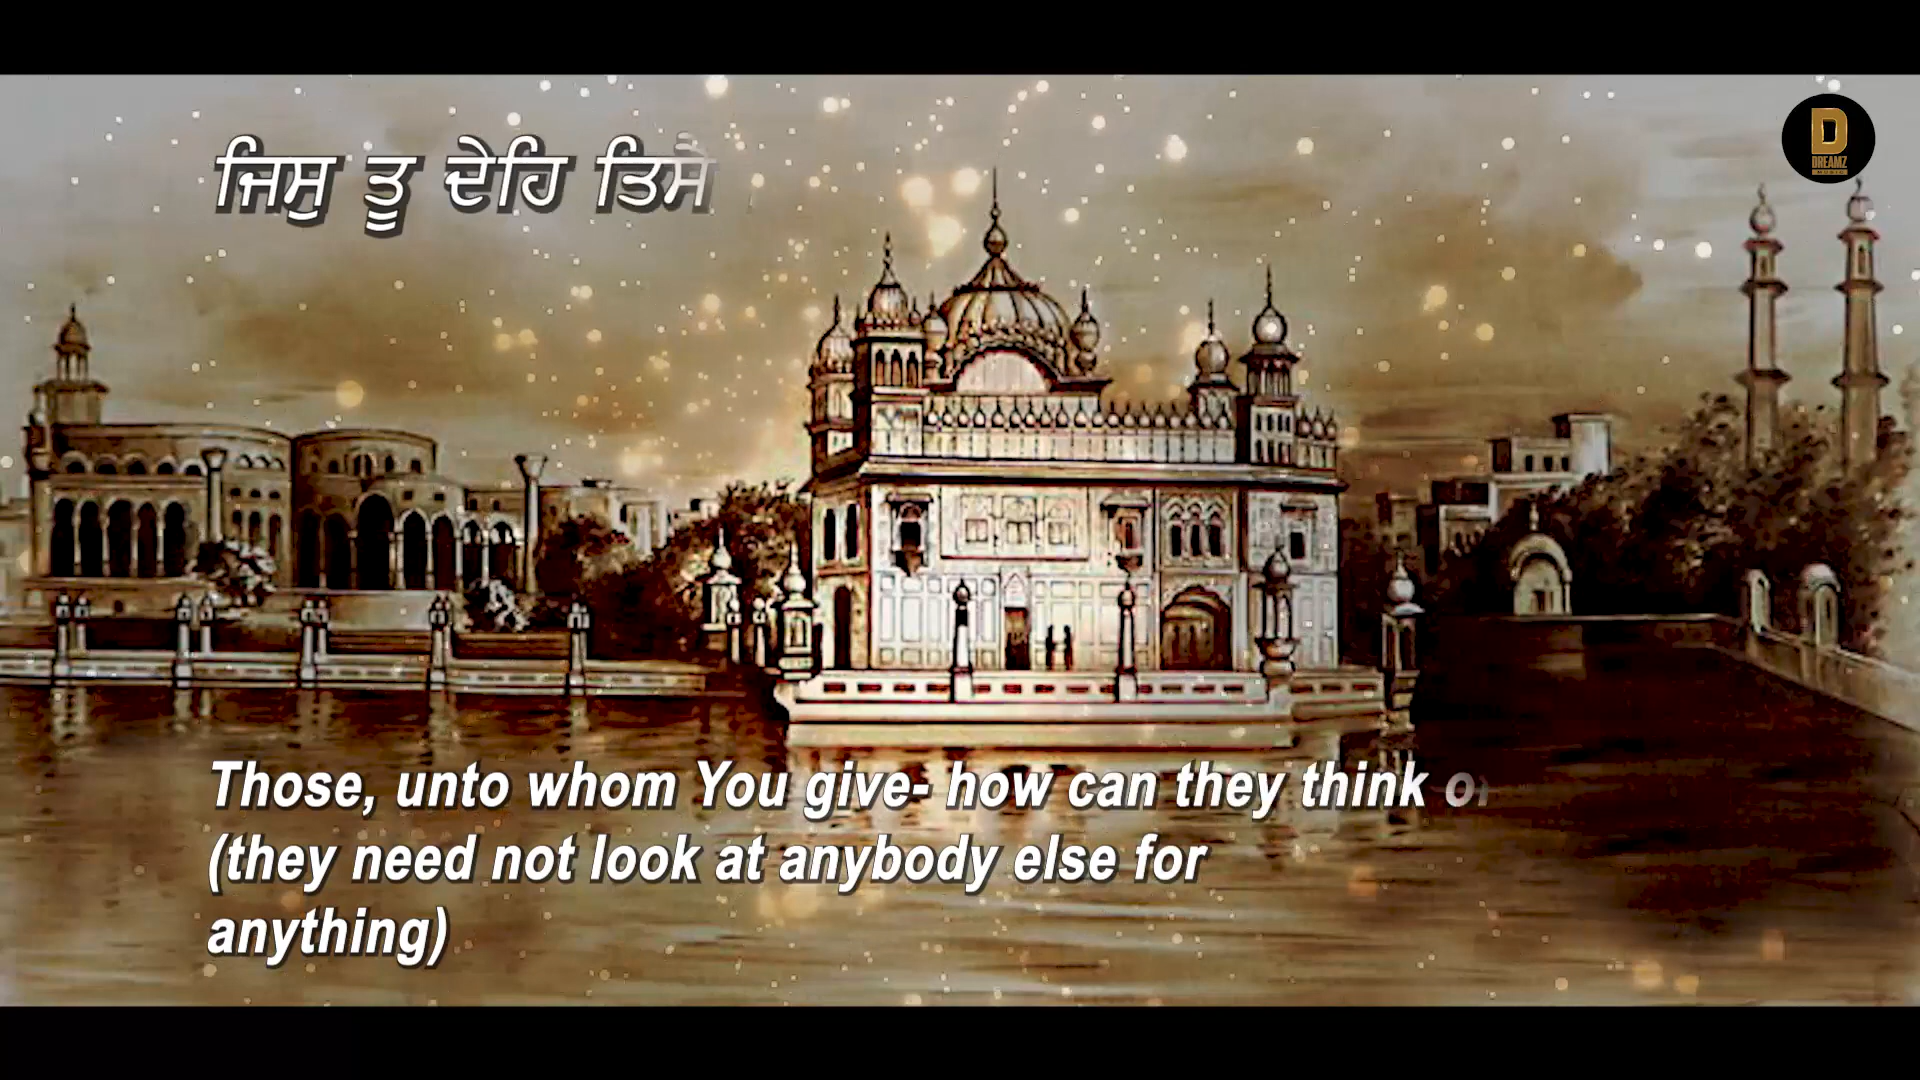 ਜਿਸੁ ਤੂ ਦੇਹਿ ਤਿਸੈ
D
DREAMZ
MUSIC
Those, unto whom You give- how can they think
(they need not look at anybody else for
anything)